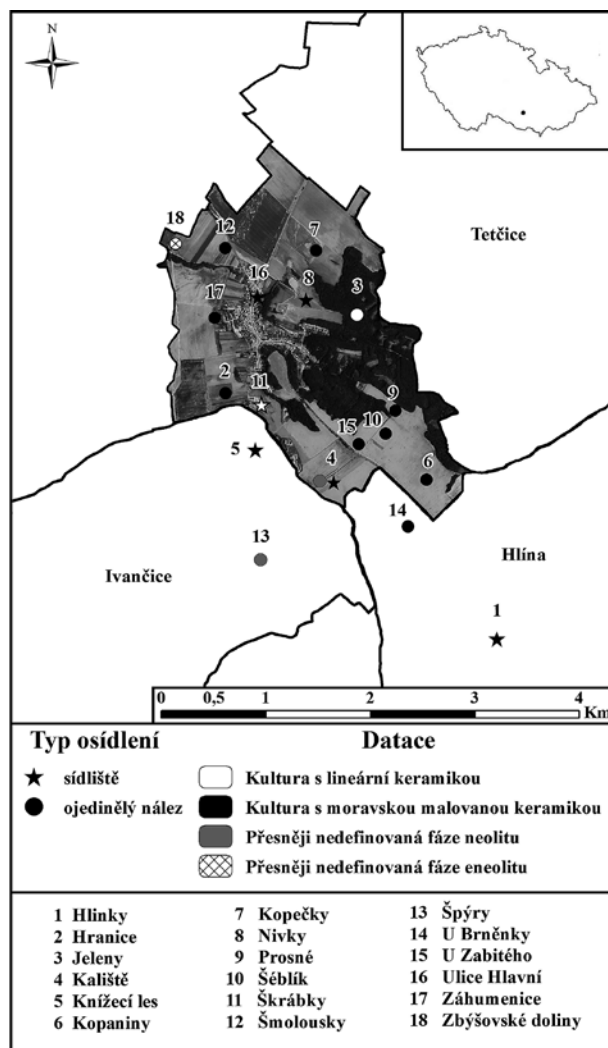 N
Tetčice
18
12
7
16
8
3
17
2
11
9
10
15
5
4
6
14
13
Ivančice
Hlína
1
0 0,5 1 2 3 4
Km
Typ osídlení
Datace
sídliště
ojedinělý nález
Kultura s lineární keramikou
Kultura s moravskou malovanou keramikou
Přesněji nedefinovaná fáze neolitu
Přesněji nedefinovaná fáze eneolitu
1 Hlinky
2 Hranice
3 Jeleny
4 Kaliště
5 Knížecí les
6 Kopaniny
7 Kopečky
8 Nivky
9 Prosné
10 Šéblík
11 Škrábky
12 Šmolousky
13 Špýry
14 U Brněnky
15 U Zabitého
16 Ulice Hlavní
17 Záhumenice
18 Zbýšovské doliny